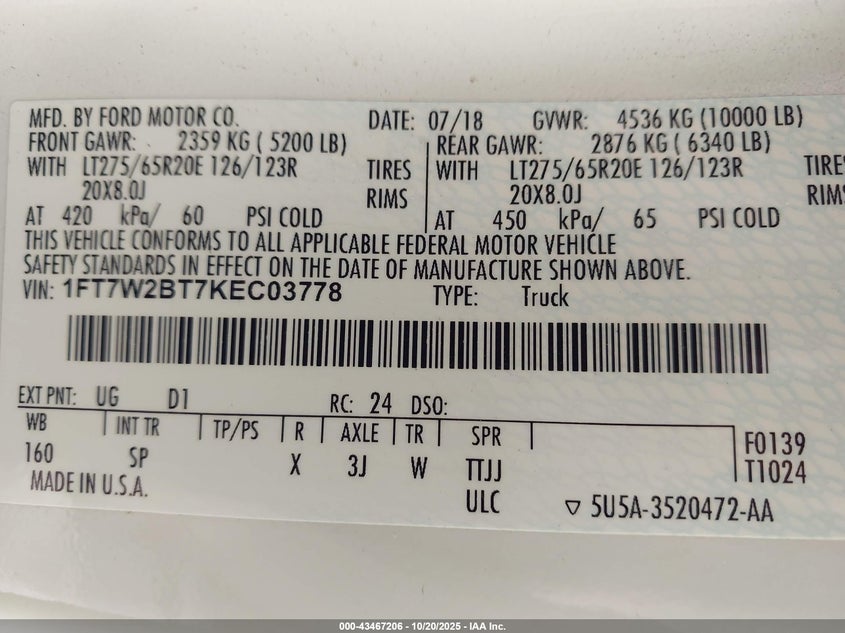 MFD. BY FORD MOTOR CO. DATE: 07/18 GVWR: 4536 KG (10000 LB)
FRONT GAWR: 2359 KG ( 5200 LB) REAR GAWR: 2876 KG ( 6340 LB)
WITH LT275/65R20E 126/123R TIRES WITH LT275/65R20E 126/123R TIRE
20X8.0J RIMS 20X8.0J RIM
AT 420 kPa/ 60 PSI COLD AT 450 kPa/ 65 PSI COLD
THIS VEHICLE CONFORMS TO ALL APPLICABLE FEDERAL MOTOR VEHICLE
SAFETY STANDARDS IN EFFECT ON THE DATE OF MANUFACTURE SHOWN ABOVE.
VIN: 1FT7W2BT7KEC03778 TYPE: Truck
EXT PNT: UG D1 RC: 24 DSO:
WB INT TR TP/PS R AXLE TR SPR F0139
160 SP X 3J W TTJJ T1024
MADE IN U.S.A. ULC ▽ 5U5A-3520472-AA
000-43467206 - 10/20/2025 - IAA Inc.